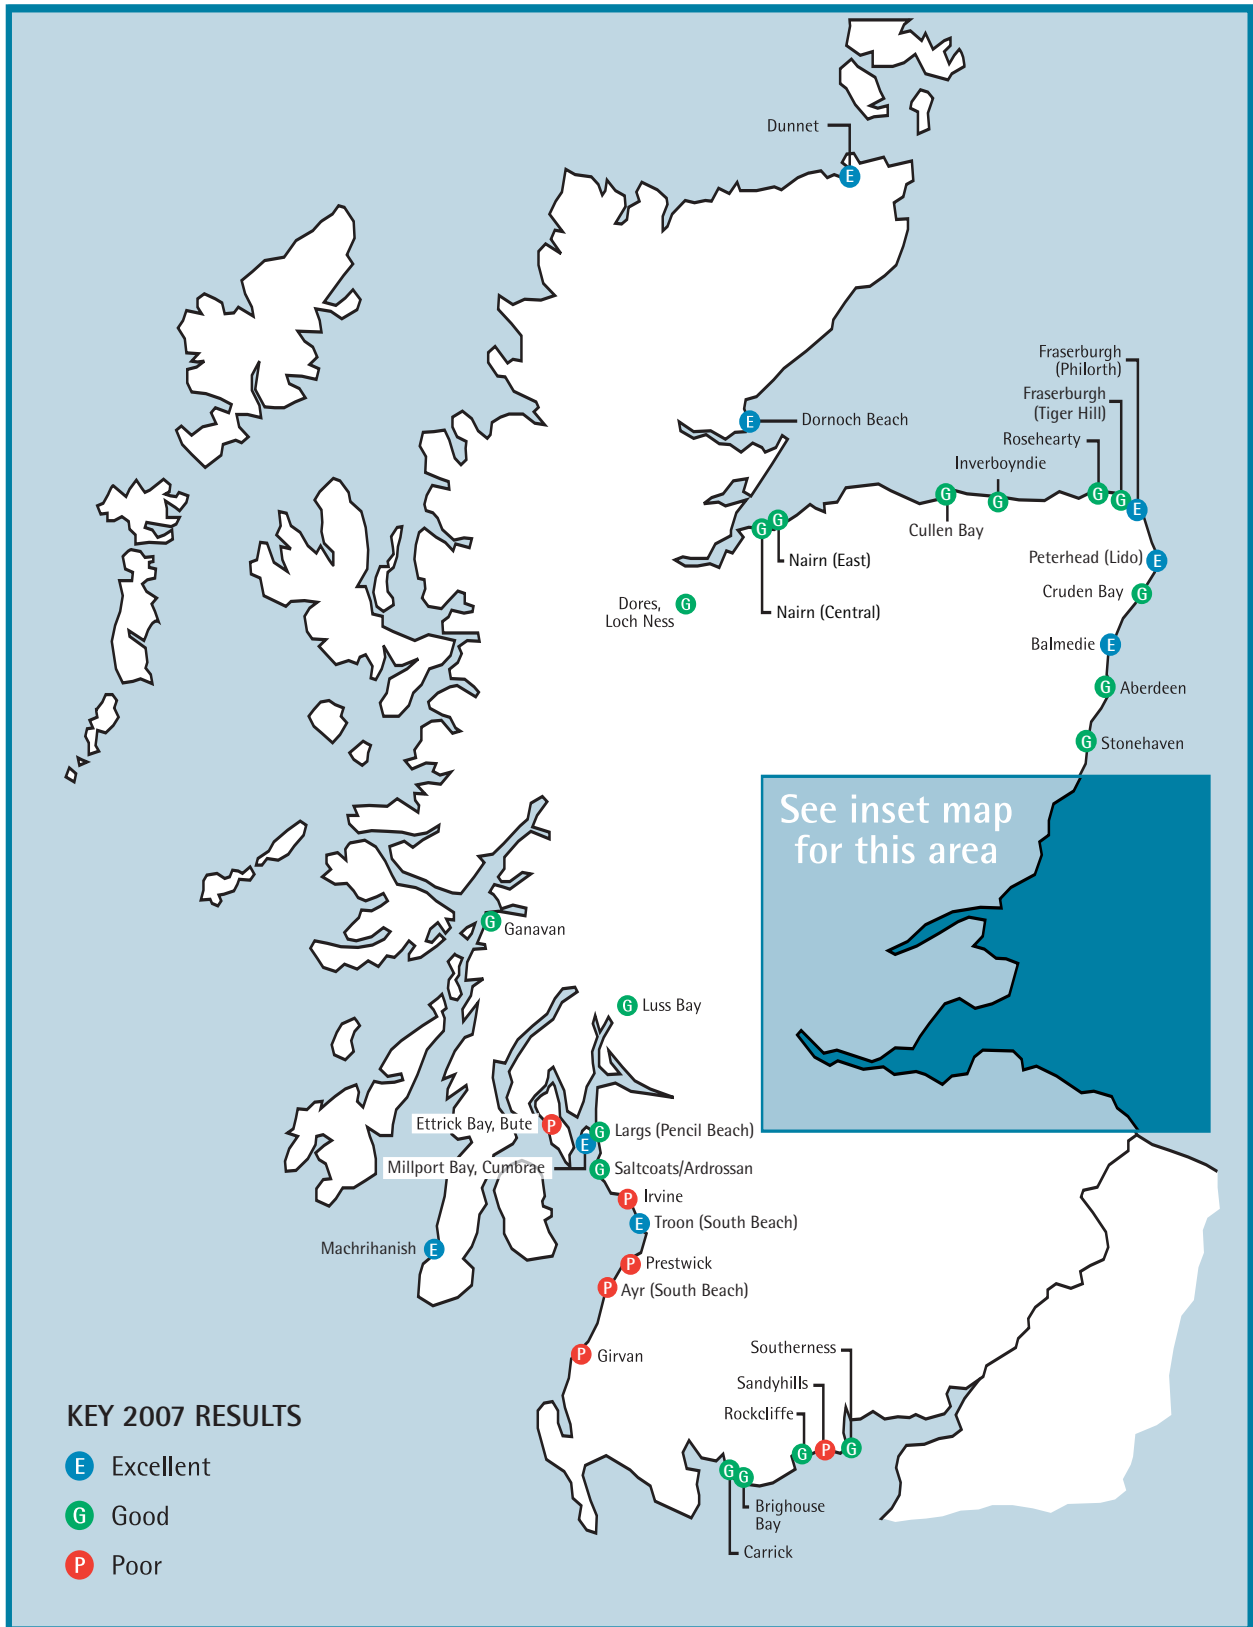 Dunnet
E
Fraserburgh
(Philorth)
Fraserburgh
(Tiger Hill)
E
Dornoch Beach
Rosehearty
Inverboyndie
G
G
G
G
E
Cullen Bay
G
G
Nairn (East)
Peterhead (Lido)
E
Cruden Bay
G
Dores,
Loch Ness
G
Nairn (Central)
Balmedie
E
G
Aberdeen
G
Stonehaven
See inset map
for this area
G
Ganavan
G
Luss Bay
Ettrick Bay, Bute
P
G
Largs (Pencil Beach)
E
Millport Bay, Cumbrae
G
Saltcoats/Ardrossan
P
Irvine
E
Troon (South Beach)
Machrihanish
E
P
Prestwick
P
Ayr (South Beach)
P
Girvan
Southerness
Sandyhills
Rockcliffe
G
P
G
G
G
Brighouse
Bay
Carrick
KEY 2007 RESULTS
E
Excellent
G
Good
P
Poor